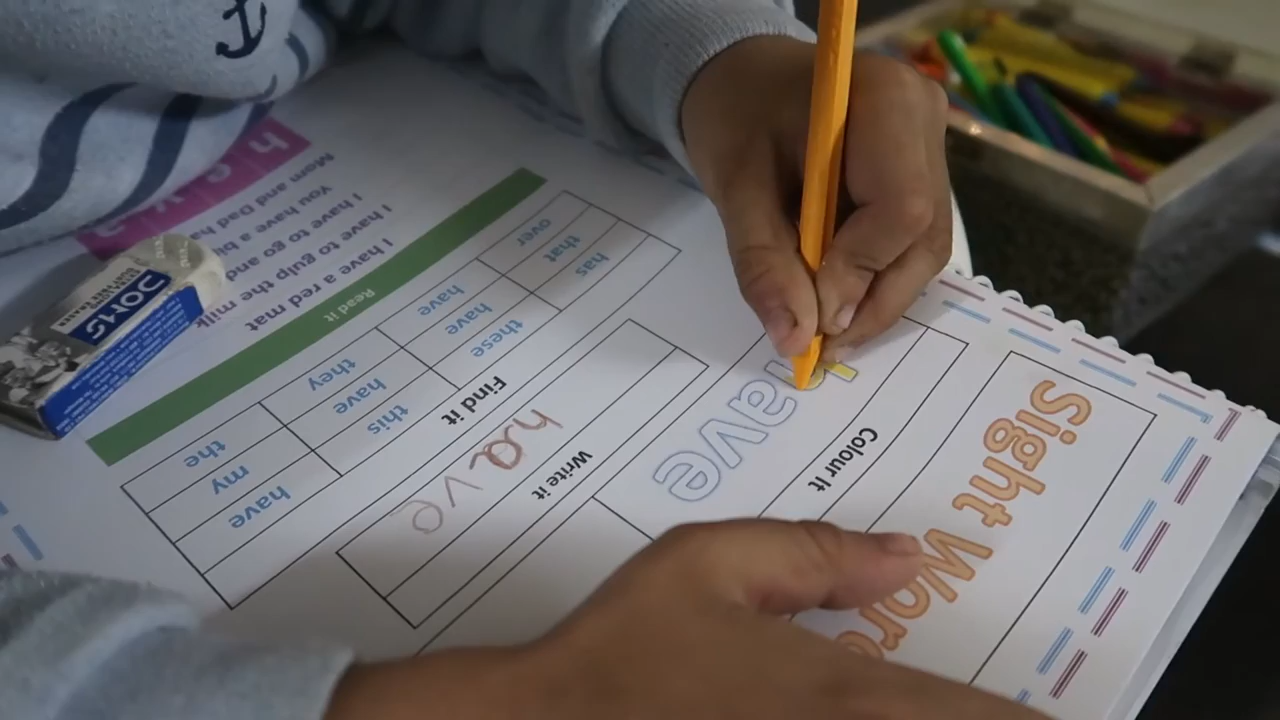 Sight Word
Colour it
have
Write it
have
Find it
has these this have
that have have my
over have they the
Read it
I have a red mat
I have to gulp the milk
I have to go and
You have a
Mom and Dad
DOMS